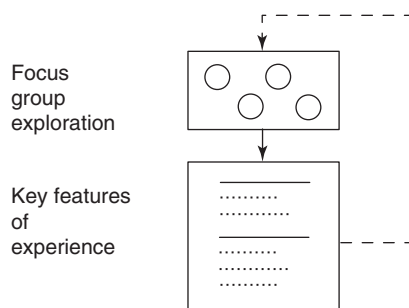 Focus
group
exploration
Key features
of
experience